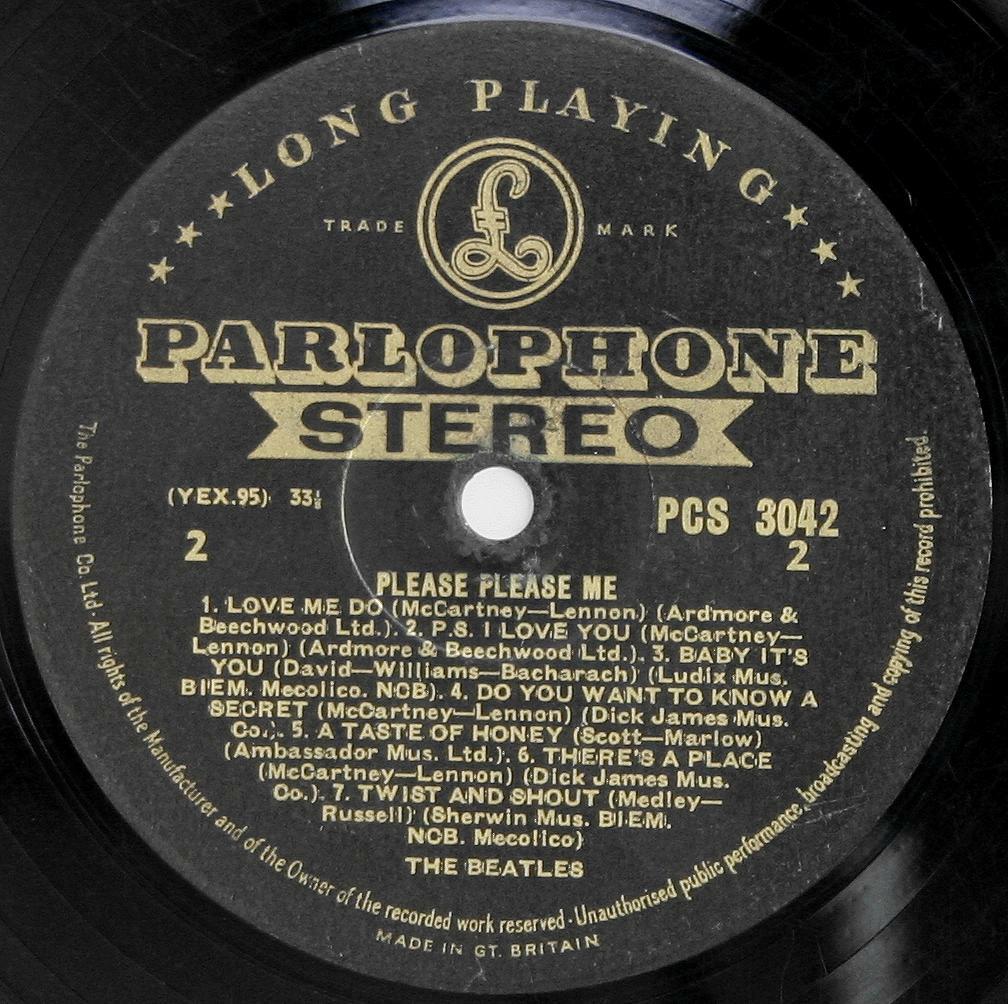 LONG PLAYING
TRADE £ MARK
PARLOPHONE
STEREO
(YEX.95) 33⅓
PCS 3042
2
2
PLEASE PLEASE ME
1. LOVE ME DO (McCartney—Lennon) (Ardmore &
Beechwood Ltd.). 2. P.S. I LOVE YOU (McCartney—
Lennon) (Ardmore & Beechwood Ltd.). 3. BABY IT'S
YOU (David—Williams—Bacharach) (Ludix Mus.
BIEM. Mecolico. NCB). 4. DO YOU WANT TO KNOW A
SECRET (McCartney—Lennon) (Dick James Mus.
Co.). 5. A TASTE OF HONEY (Scott—Marlow)
(Ambassador Mus. Ltd.). 6. THERE'S A PLACE
(McCartney—Lennon) (Dick James Mus.
Co.). 7. TWIST AND SHOUT (Medley—
Russell) (Sherwin Mus. BIEM.
NCB. Mecolico)
THE BEATLES
The Parlophone Co. Ltd · All rights of the Manufacturer and of the Owner of the recorded work reserved · Unauthorised public performance, broadcasting and copying of this record prohibited.
MADE IN GT. BRITAIN